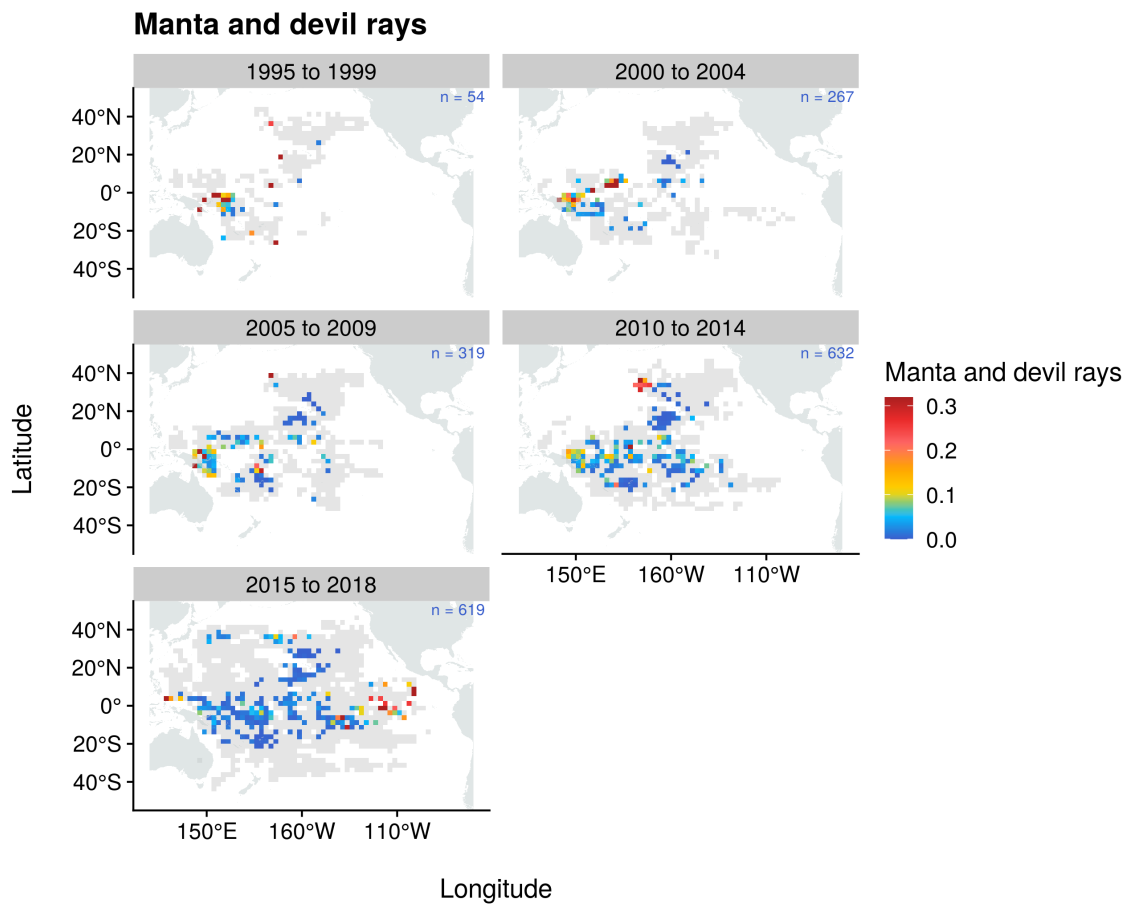 Manta and devil rays
1995 to 1999
2000 to 2004
n = 54
n = 267
40°N
20°N
0°
20°S
40°S
2005 to 2009
2010 to 2014
n = 319
n = 632
40°N
20°N
0°
20°S
40°S
150°E
160°W
110°W
2015 to 2018
n = 619
40°N
20°N
0°
20°S
40°S
150°E
160°W
110°W
Latitude
Longitude
Manta and devil rays
0.3
0.2
0.1
0.0